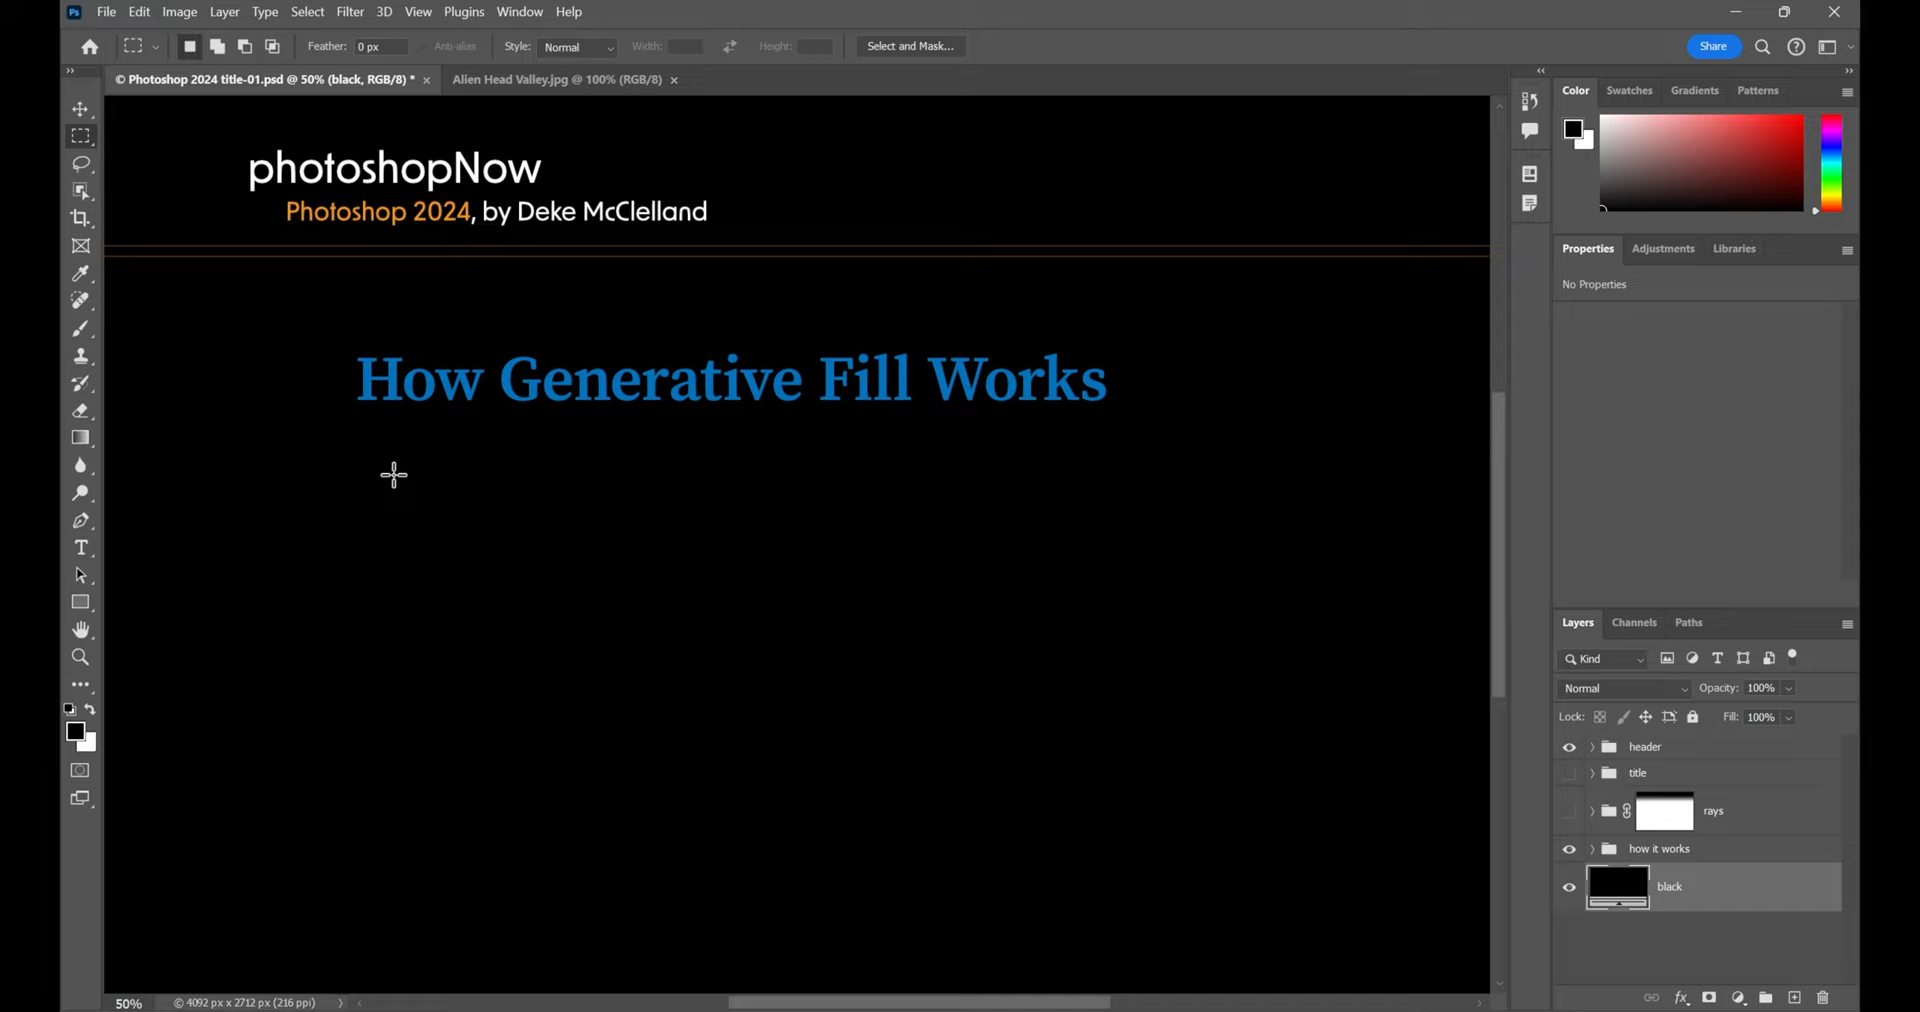 Ps File Edit Image Layer Type Select Filter 3D View Plugins Window Help
Feather: 0 px Anti-alias Style: Normal Width: Height: Select and Mask... Share
© Photoshop 2024 title-01.psd @ 50% (black, RGB/8) * × Alien Head Valley.jpg @ 100% (RGB/8) ×
Color Swatches Gradients Patterns
photoshopNow
Photoshop 2024, by Deke McClelland
Properties Adjustments Libraries
No Properties
How Generative Fill Works
Layers Channels Paths
Kind
Normal Opacity: 100%
Lock: Fill: 100%
header
title
rays
how it works
black
50% © 4092 px x 2712 px (216 ppi)